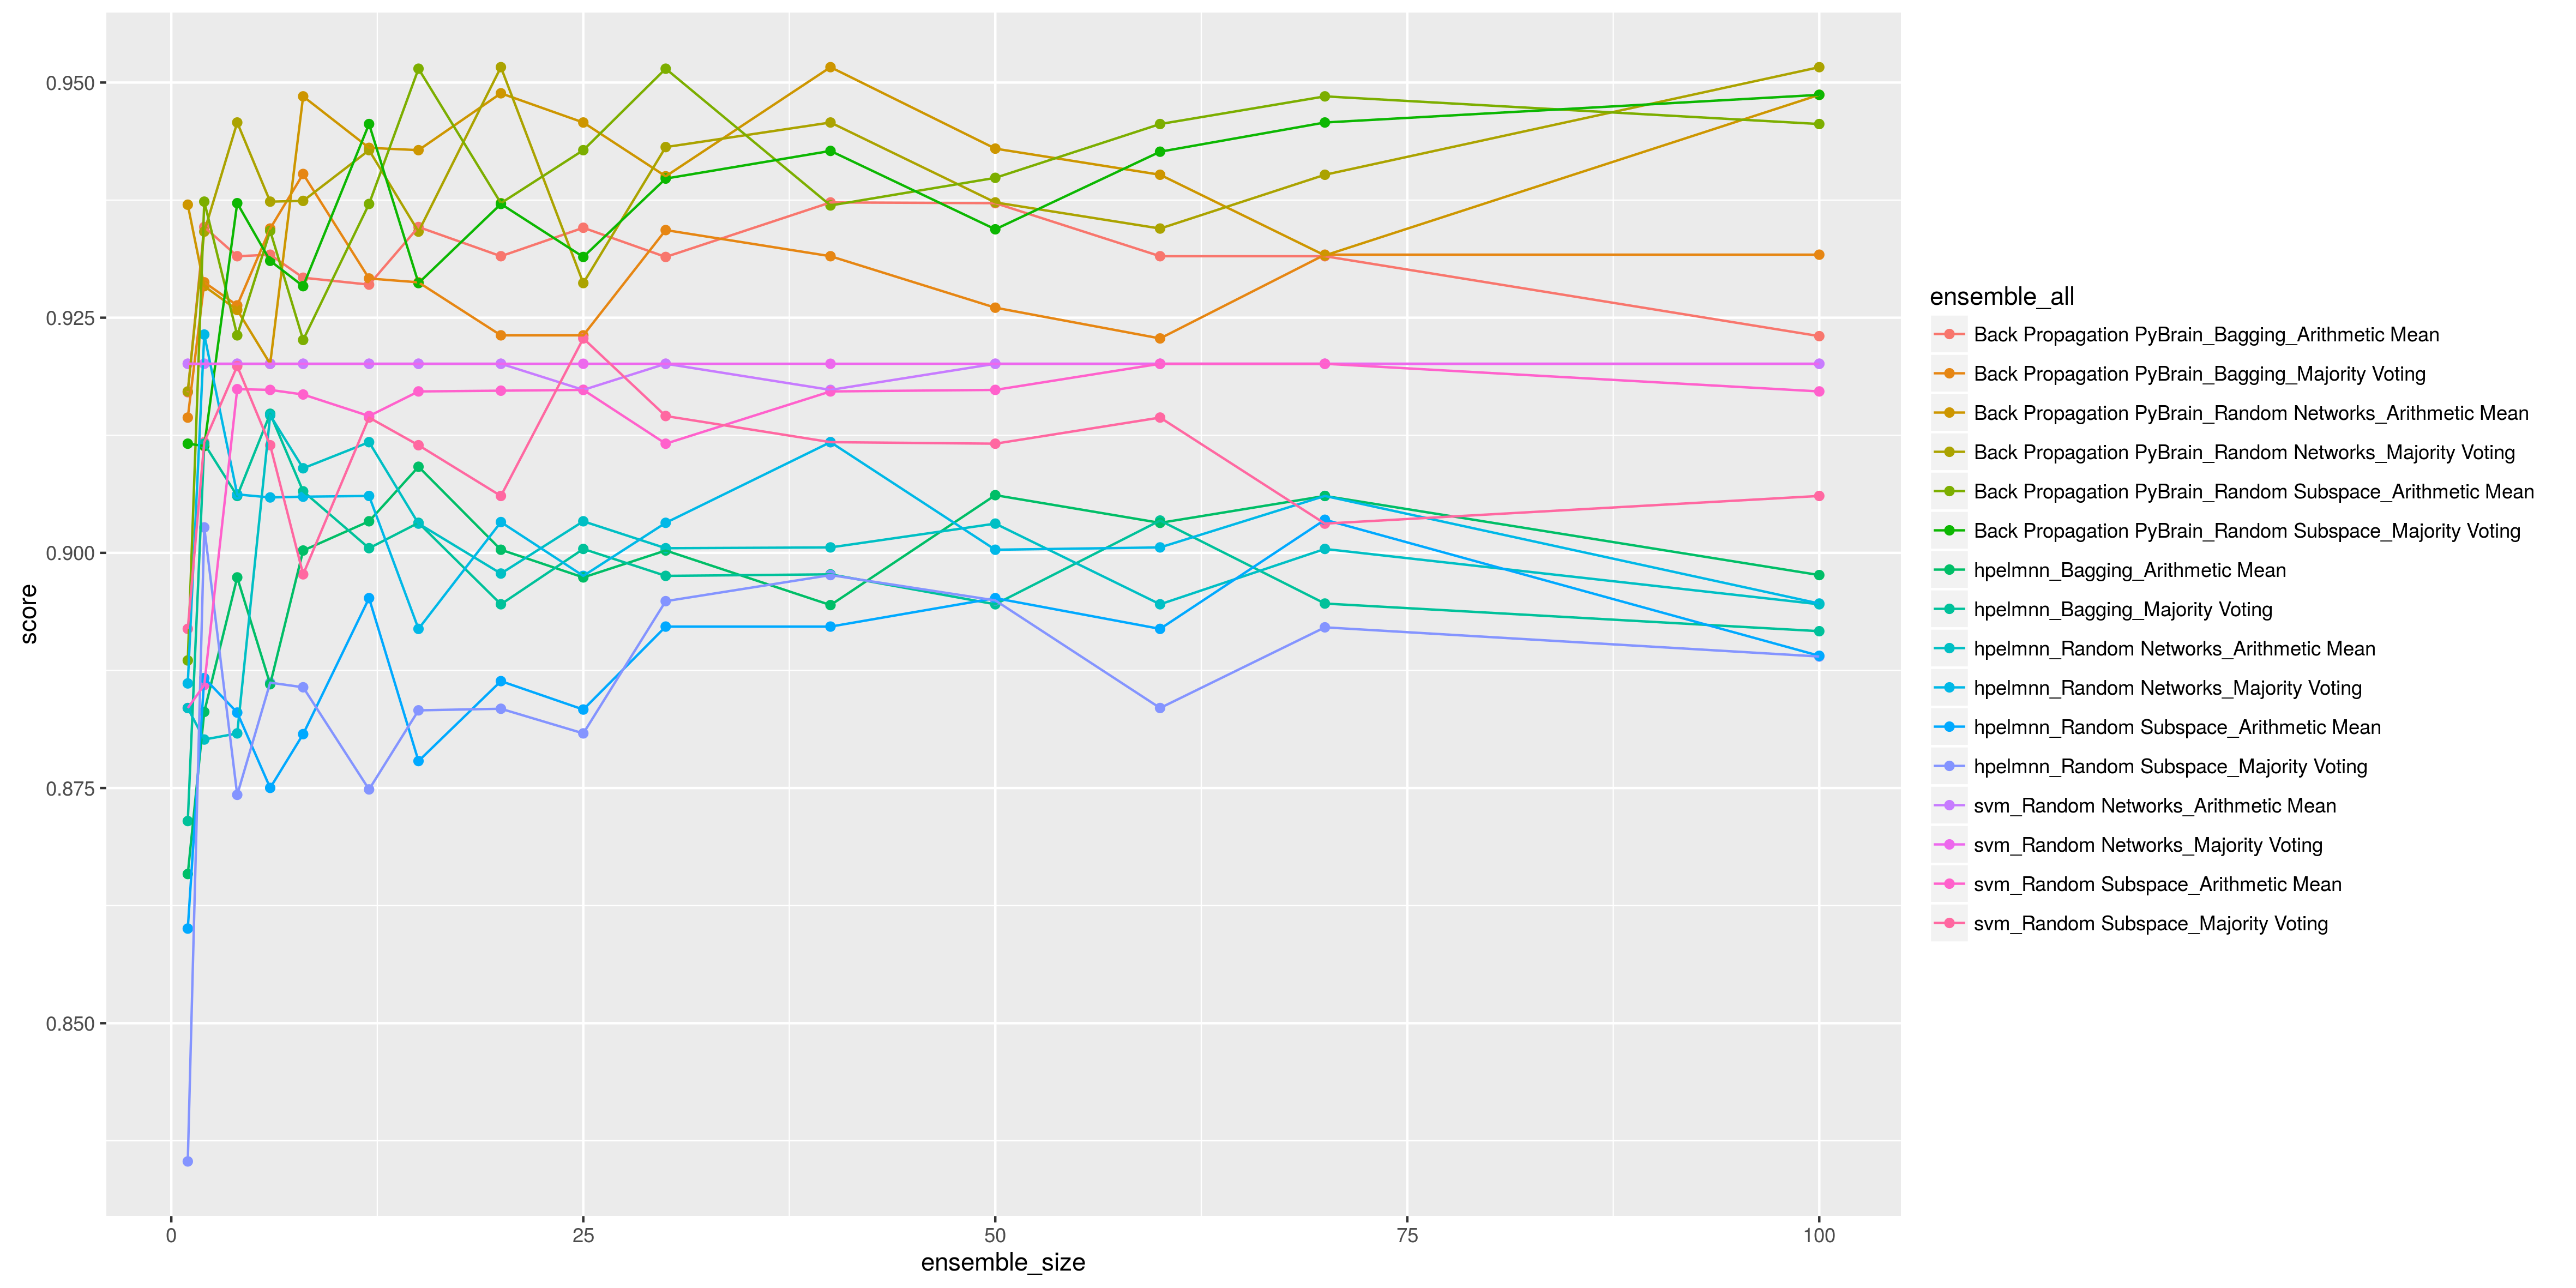 0.950
0.925
0.900
0.875
0.850
score
0
25
50
75
100
ensemble_size
ensemble_all
Back Propagation PyBrain_Bagging_Arithmetic Mean
Back Propagation PyBrain_Bagging_Majority Voting
Back Propagation PyBrain_Random Networks_Arithmetic Mean
Back Propagation PyBrain_Random Networks_Majority Voting
Back Propagation PyBrain_Random Subspace_Arithmetic Mean
Back Propagation PyBrain_Random Subspace_Majority Voting
hpelmnn_Bagging_Arithmetic Mean
hpelmnn_Bagging_Majority Voting
hpelmnn_Random Networks_Arithmetic Mean
hpelmnn_Random Networks_Majority Voting
hpelmnn_Random Subspace_Arithmetic Mean
hpelmnn_Random Subspace_Majority Voting
svm_Random Networks_Arithmetic Mean
svm_Random Networks_Majority Voting
svm_Random Subspace_Arithmetic Mean
svm_Random Subspace_Majority Voting